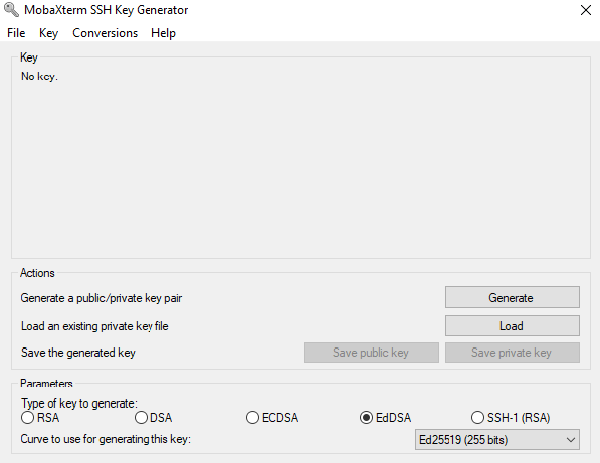 MobaXterm SSH Key Generator
File Key Conversions Help
Key
No key.
Actions
Generate a public/private key pair Generate
Load an existing private key file Load
Save the generated key Save public key Save private key
Parameters
Type of key to generate:
RSA DSA ECDSA EdDSA SSH-1 (RSA)
Curve to use for generating this key: Ed25519 (255 bits)